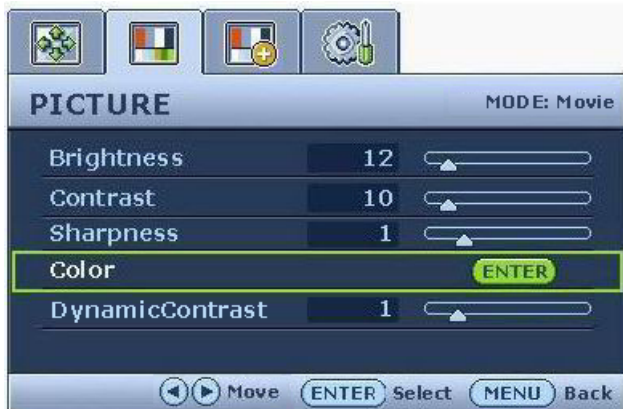 PICTURE MODE: Movie
Brightness 12
Contrast 10
Sharpness 1
Color ENTER
DynamicContrast 1
Move ENTER Select MENU Back